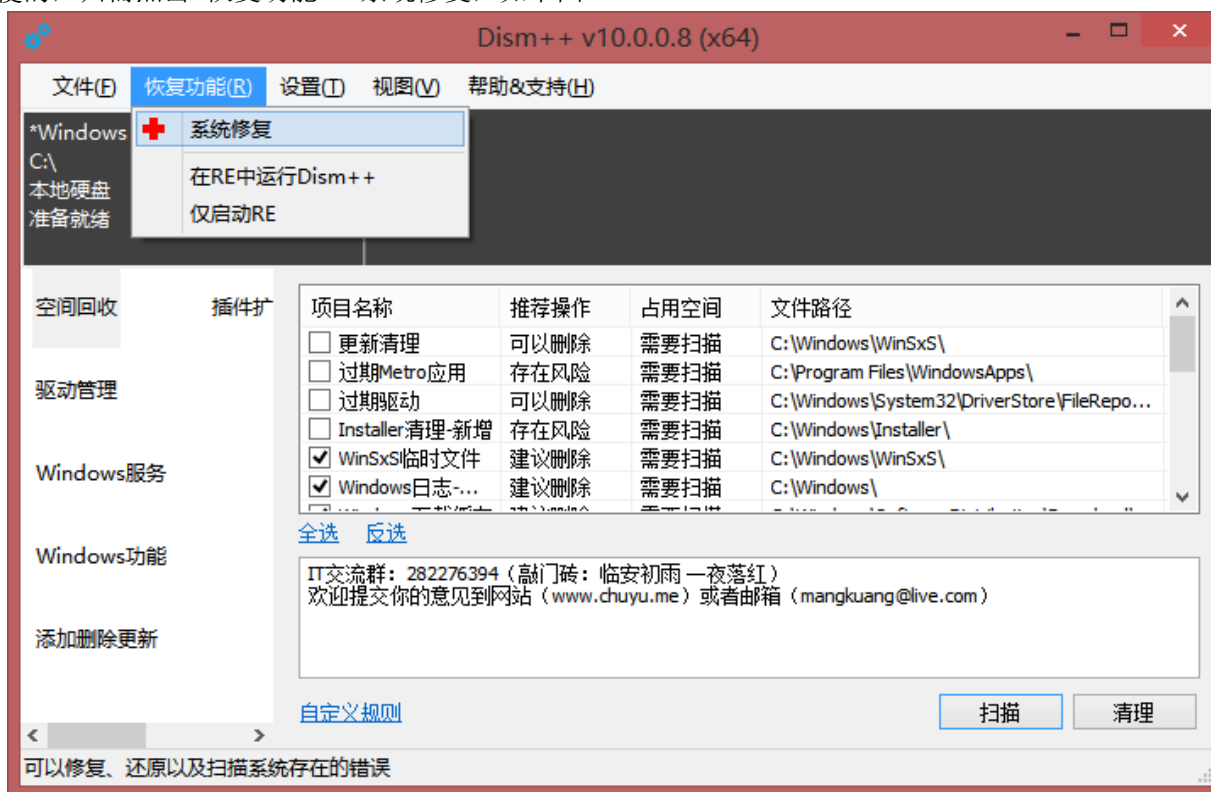 Dism++ v10.0.0.8 (x64)
文件(F) 恢复功能(R) 设置(T) 视图(V) 帮助&支持(H)
*Windows
C:\
本地硬盘
准备就绪
系统修复
在RE中运行Dism++
仅启动RE
空间回收 插件扩
驱动管理
Windows服务
Windows功能
添加删除更新
项目名称 推荐操作 占用空间 文件路径
更新清理 可以删除 需要扫描 C:\Windows\WinSxS\
过期Metro应用 存在风险 需要扫描 C:\Program Files\WindowsApps\
过期驱动 可以删除 需要扫描 C:\Windows\System32\DriverStore\FileRepo...
Installer清理-新增 存在风险 需要扫描 C:\Windows\Installer\
WinSxS临时文件 建议删除 需要扫描 C:\Windows\WinSxS\
Windows日志-... 建议删除 需要扫描 C:\Windows\
全选 反选
IT交流群：282276394（敲门砖：临安初雨 一夜落红）
欢迎提交你的意见到网站（www.chuyu.me）或者邮箱（mangkuang@live.com）
自定义规则 扫描 清理
可以修复、还原以及扫描系统存在的错误